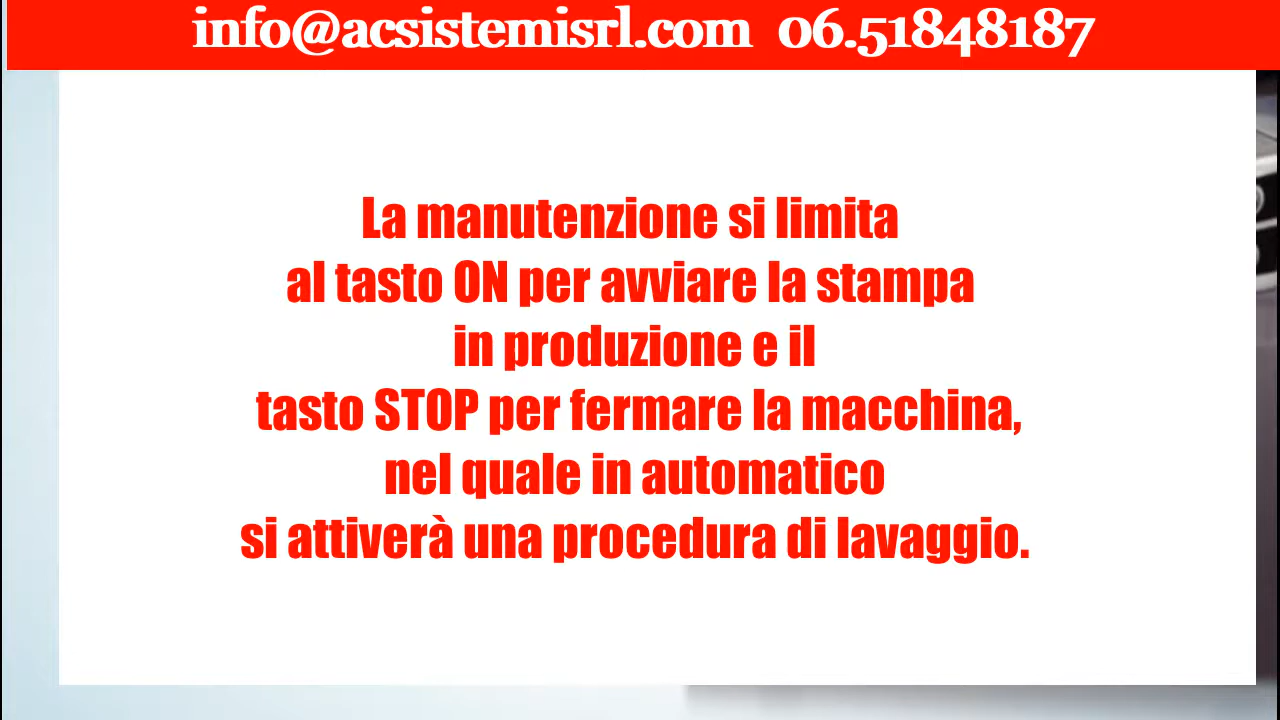 info@acsistemisrl.com 06.51848187
La manutenzione si limita
al tasto ON per avviare la stampa
in produzione e il
tasto STOP per fermare la macchina,
nel quale in automatico
si attiverà una procedura di lavaggio.